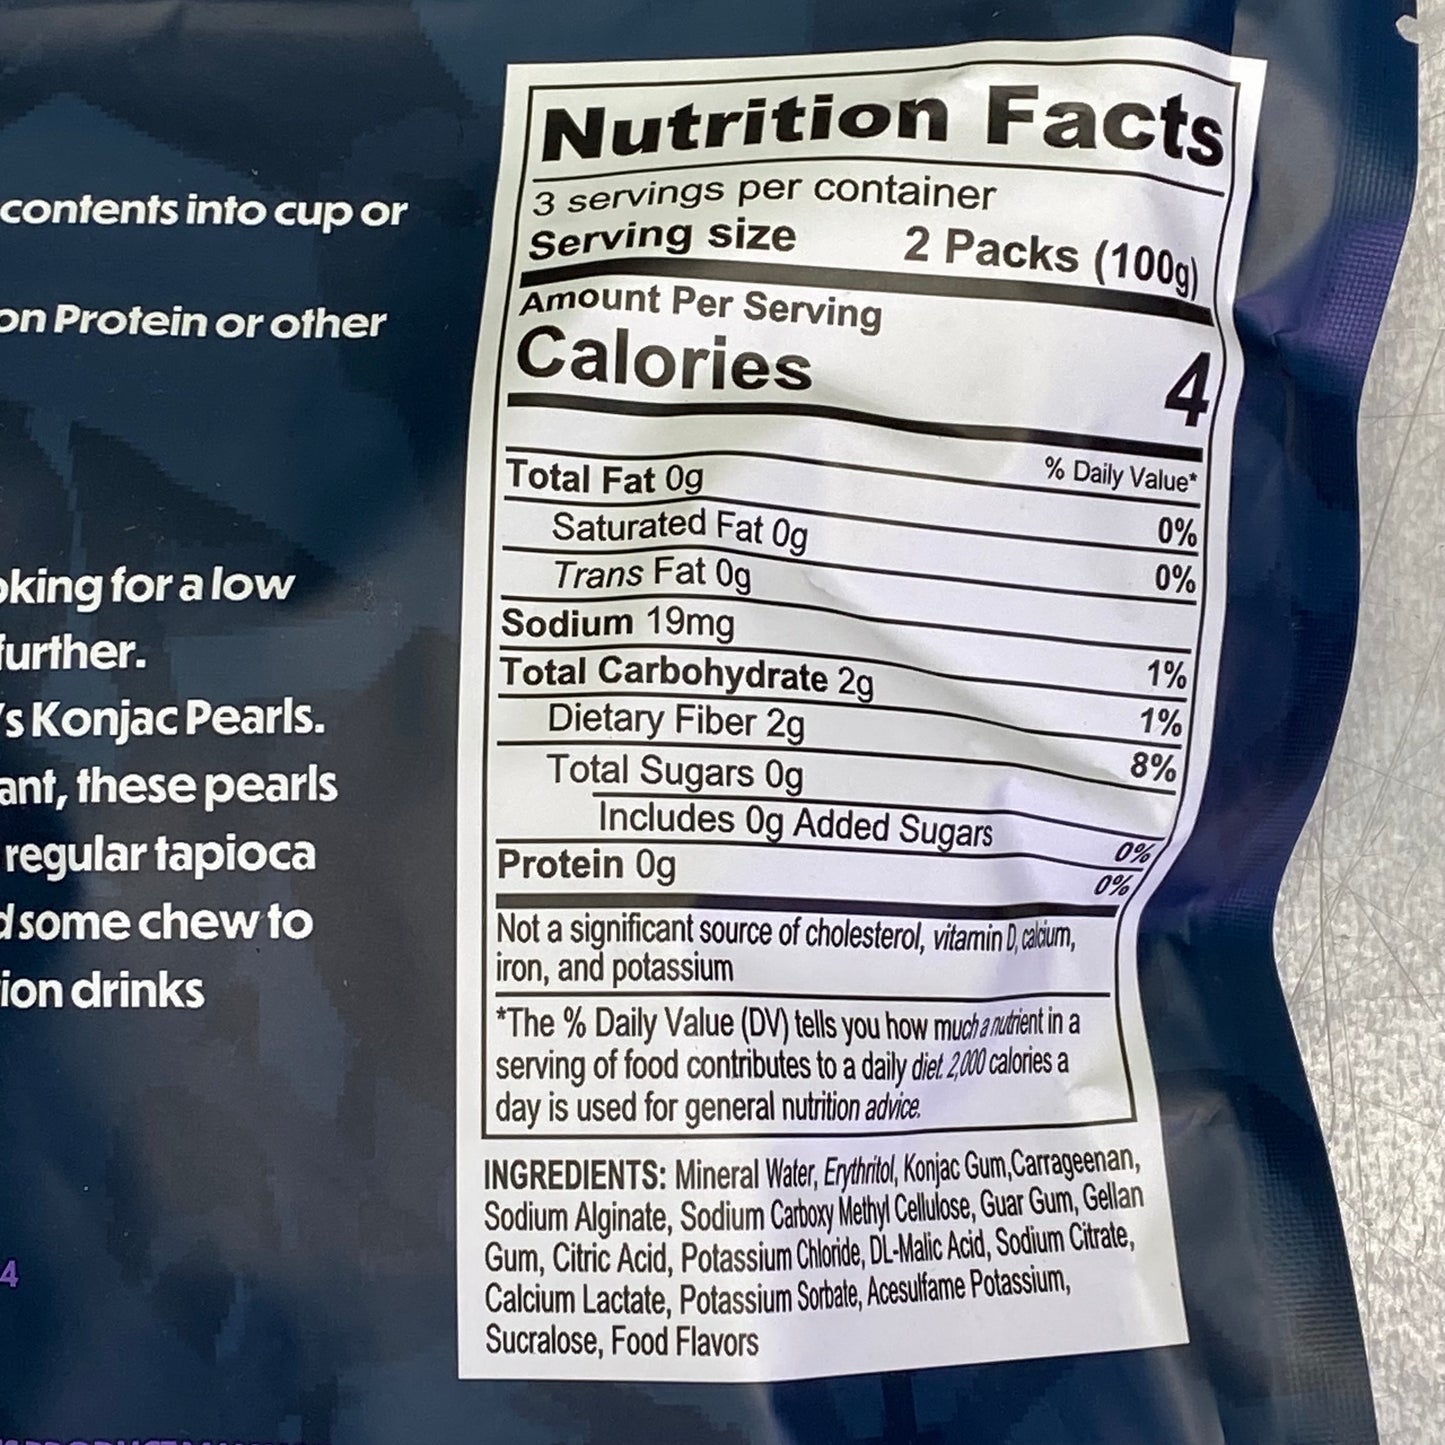 contents into cup or
on Protein or other
oking for a low
further.
's Konjac Pearls.
ant, these pearls
regular tapioca
d some chew to
ion drinks
4
Nutrition Facts
3 servings per container
Serving size 2 Packs (100g)
Amount Per Serving
Calories 4
% Daily Value*
Total Fat 0g 0%
Saturated Fat 0g 0%
Trans Fat 0g
Sodium 19mg 1%
Total Carbohydrate 2g 1%
Dietary Fiber 2g 8%
Total Sugars 0g
Includes 0g Added Sugars 0%
Protein 0g 0%
Not a significant source of cholesterol, vitamin D, calcium,
iron, and potassium
*The % Daily Value (DV) tells you how much a nutrient in a
serving of food contributes to a daily diet. 2,000 calories a
day is used for general nutrition advice.
INGREDIENTS: Mineral Water, Erythritol, Konjac Gum,Carrageenan,
Sodium Alginate, Sodium Carboxy Methyl Cellulose, Guar Gum, Gellan
Gum, Citric Acid, Potassium Chloride, DL-Malic Acid, Sodium Citrate,
Calcium Lactate, Potassium Sorbate, Acesulfame Potassium,
Sucralose, Food Flavors